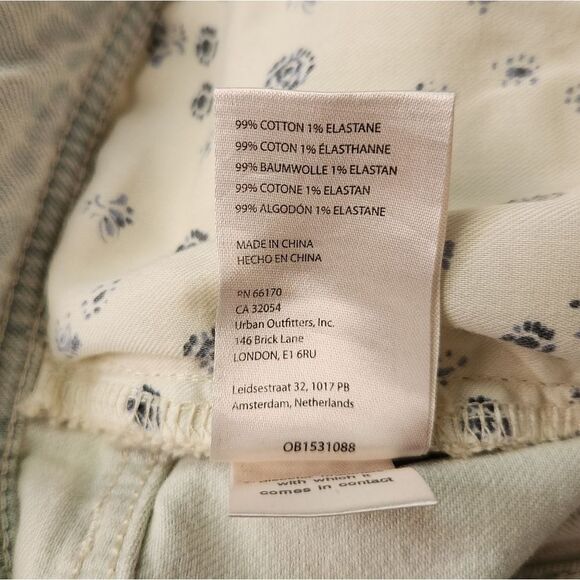 99% COTTON 1% ELASTANE
99% COTON 1% ÉLASTHANNE
99% BAUMWOLLE 1% ELASTAN
99% COTONE 1% ELASTAN
99% ALGODÓN 1% ELASTANE
MADE IN CHINA
HECHO EN CHINA
RN 66170
CA 32054
Urban Outfitters, Inc.
146 Brick Lane
LONDON, E1 6RU
Leidsestraat 32, 1017 PB
Amsterdam, Netherlands
OB1531088
with which it
comes in contact